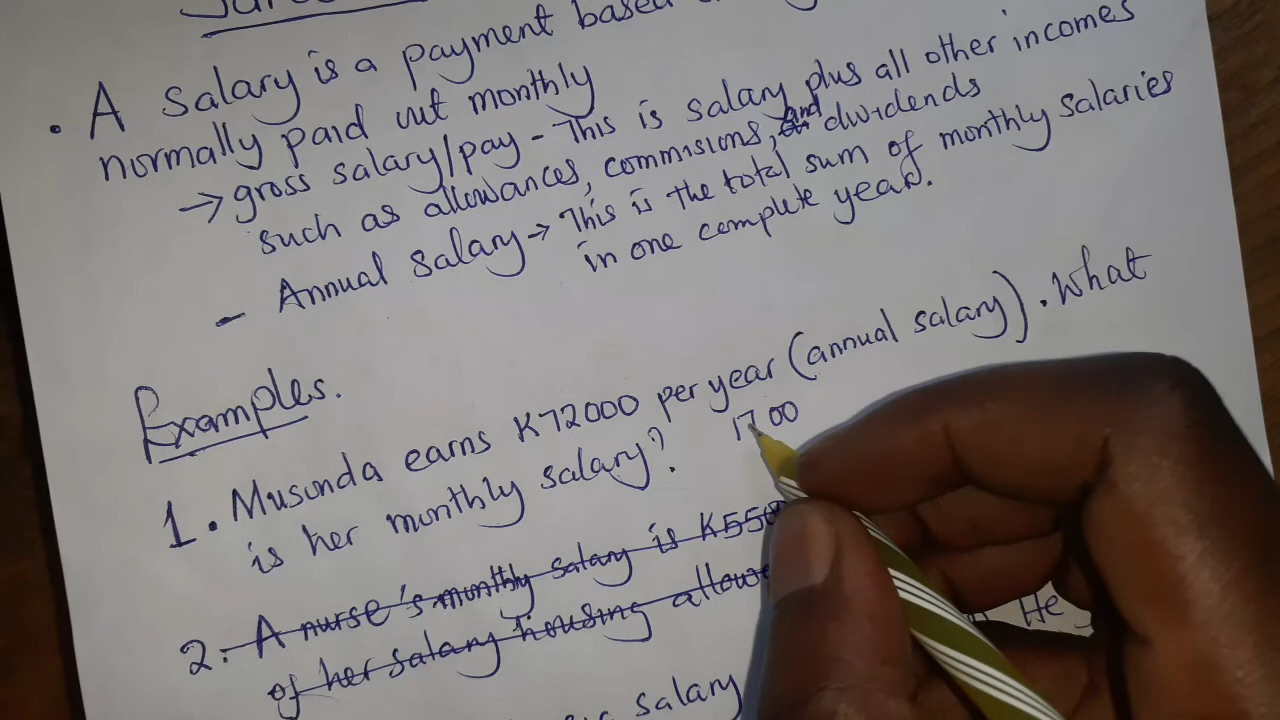 • A salary is a payment based
normally paid out monthly
→ gross salary/pay - This is salary plus all other incomes
such as allowances, commisions, and dividends
- Annual salary → This is the total sum of monthly salaries
in one complete year.
Examples.
1. Musonda earns K72000 per year (annual salary). What
is her monthly salary?
1700
2. A nurse's monthly salary is K550
of her salary housing allow
He
salary